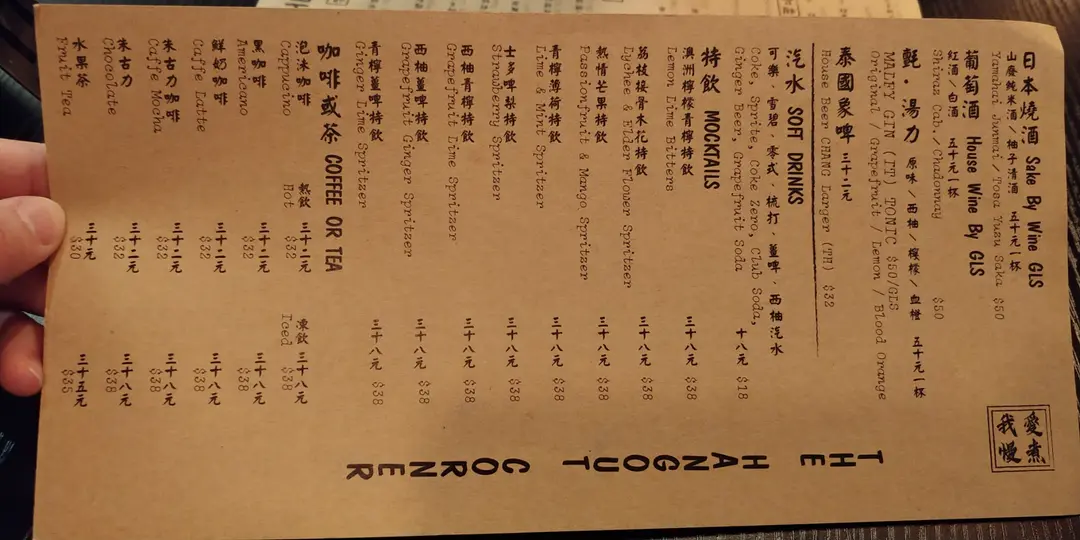 日本燒酒 Sake By Wine GLS
山廢純米酒／柚子清酒 五十元一杯
Yamahai Junmai/Tosa Yuzu Saka $50
葡萄酒 House Wine By GLS
紅酒、白酒 五十元一杯
Shiraz Cab./Chadonnay $50
氈．湯力 原味／西柚／檸檬／血橙 五十元一杯
MALFY GIN (IT) TONIC $50/GLS
Original / Grapefruit / Lemon / Blood Orange
泰國象啤 三十二元
House Beer CHANG Larger (TH) $32
汽水 SOFT DRINKS
可樂．雪碧．零式．梳打．薑啤．西柚汽水
Coke, Sprite, Coke Zero, Club Soda,
Ginger Beer, Grapefruit Soda 十八元 $18
特飲 MOCKTAILS
澳洲檸檬青檸特飲 三十八元
Lemon Lime Bitters $38
荔枝接骨木花特飲 三十八元
Lychee & Elder Flower Spritzer $38
熱情芒果特飲 三十八元
Passionfruit & Mango Spritzer $38
青檸薄荷特飲 三十八元
Lime & Mint Spritzer $38
士多啤梨特飲 三十八元
Strawberry Spritzer $38
西柚青檸特飲 三十八元
Grapefruit Lime Spritzer $38
西柚薑啤特飲 三十八元
Grapefruit Ginger Spritzer $38
青檸薑啤特飲 三十八元
Ginger Lime Spritzer $38
咖啡或茶 COFFEE OR TEA
熱飲 凍飲
Hot Iced
泡沫咖啡 三十二元 三十八元
Cappucino $32 $38
黑咖啡 三十二元 三十八元
Americano $32 $38
鮮奶咖啡 三十二元 三十八元
Caffe Latte $32 $38
朱古力咖啡 三十二元 三十八元
Caffe Mocha $32 $38
朱古力 三十二元 三十八元
Chocolate $32 $38
水果茶 三十元 三十五元
Fruit Tea $30 $35
愛煮
我慢
THE HANGOUT CORNER